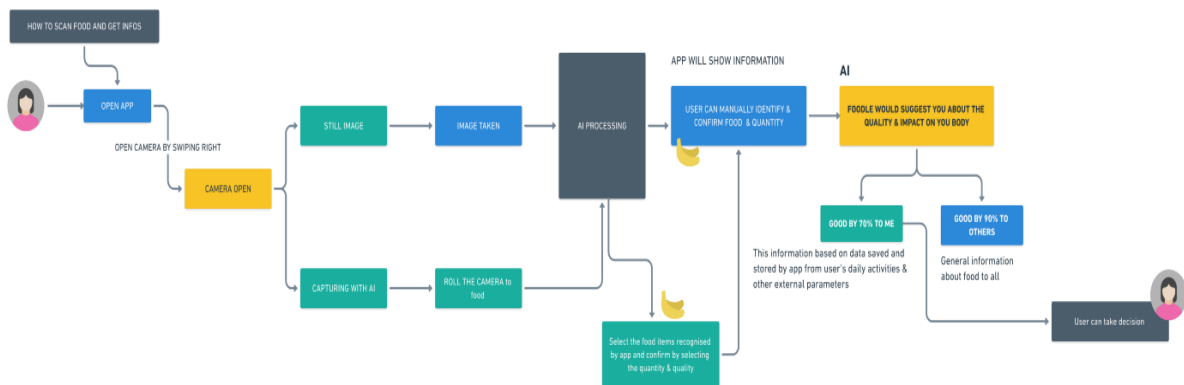 HOW TO SCAN FOOD AND GET INFOS
OPEN APP
OPEN CAMERA BY SWIPING RIGHT
CAMERA OPEN
STILL IMAGE
IMAGE TAKEN
CAPTURING WITH AI
ROLL THE CAMERA to
food
AI PROCESSING
Select the food items recognised
by app and confirm by selecting
the quantity & quality
APP WILL SHOW INFORMATION
USER CAN MANUALLY IDENTIFY &
CONFIRM FOOD & QUANTITY
AI
FOODLE WOULD SUGGEST YOU ABOUT THE
QUALITY & IMPACT ON YOU BODY
GOOD BY 70% TO ME
This information based on data saved and
stored by app from user's daily activities &
other external parameters
GOOD BY 90% TO
OTHERS
General information
about food to all
User can take decision